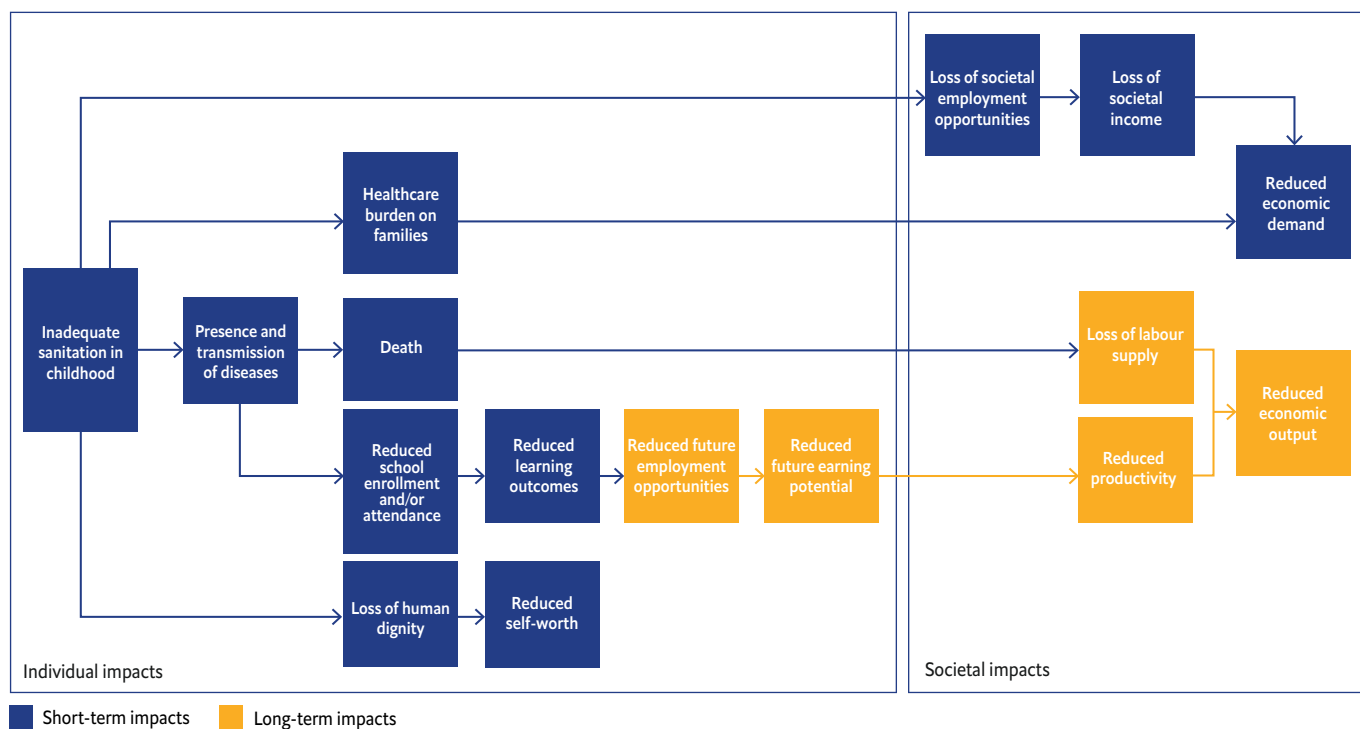 Loss of societal
employment
opportunities
Loss of
societal
income
Reduced
economic
demand
Healthcare
burden on
families
Inadequate
sanitation in
childhood
Presence and
transmission
of diseases
Death
Loss of labour
supply
Reduced
economic
output
Reduced
school
enrollment
and/or
attendance
Reduced
learning
outcomes
Reduced future
employment
opportunities
Reduced
future earning
potential
Reduced
productivity
Loss of human
dignity
Reduced
self-worth
Individual impacts
Societal impacts
Short-term impacts
Long-term impacts